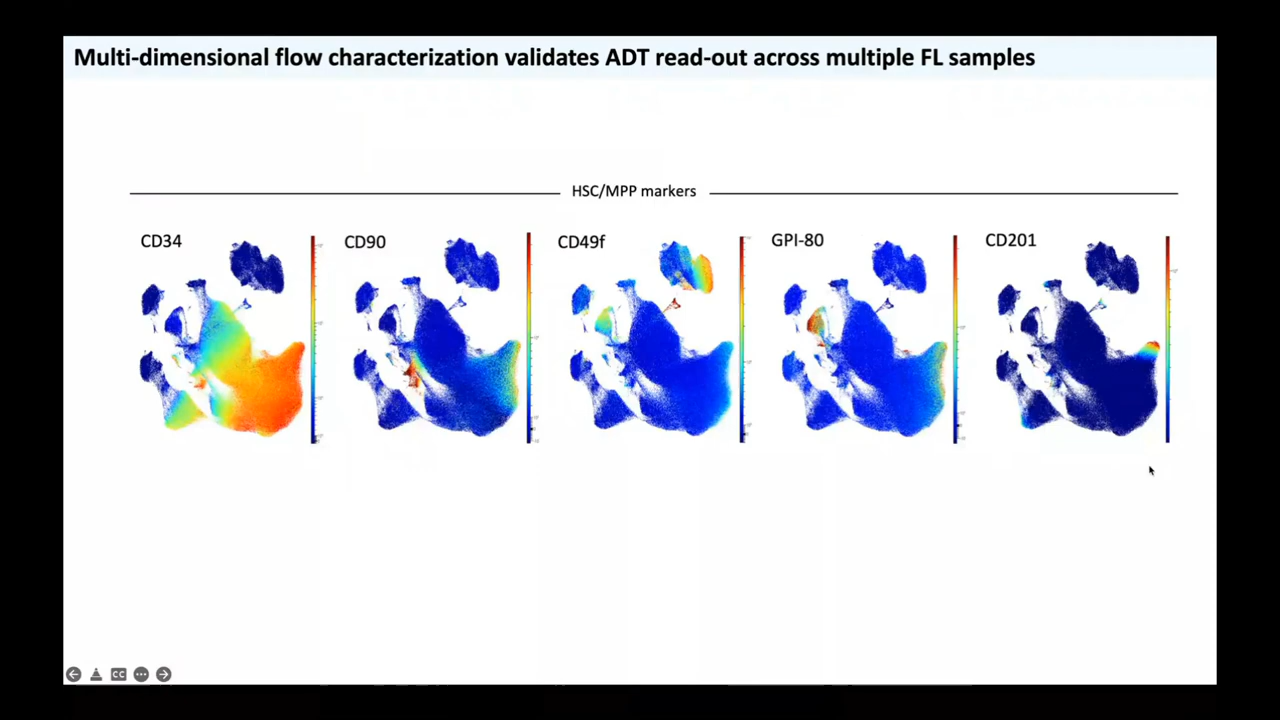 Multi-dimensional flow characterization validates ADT read-out across multiple FL samples
HSC/MPP markers
CD34
CD90
CD49f
GPI-80
CD201
CC